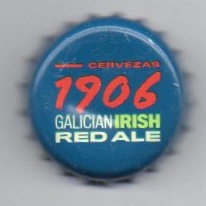 CERVEZAS
1906
GALICIAN IRISH
RED ALE